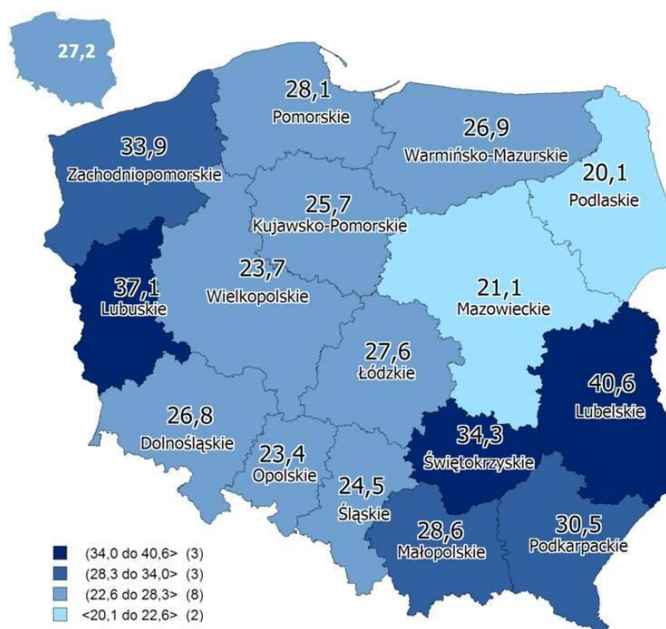 27,2
28,1
Pomorskie
26,9
Warmińsko-Mazurskie
33,9
Zachodniopomorskie
20,1
Podlaskie
25,7
Kujawsko-Pomorskie
23,7
Wielkopolskie
37,1
Lubuskie
21,1
Mazowieckie
27,6
Łódzkie
40,6
Lubelskie
26,8
Dolnośląskie
34,3
Świętokrzyskie
23,4
Opolskie
24,5
Śląskie
28,6
Małopolskie
30,5
Podkarpackie
(34,0 do 40,6> (3)
(28,3 do 34,0> (3)
(22,6 do 28,3> (8)
<20,1 do 22,6> (2)